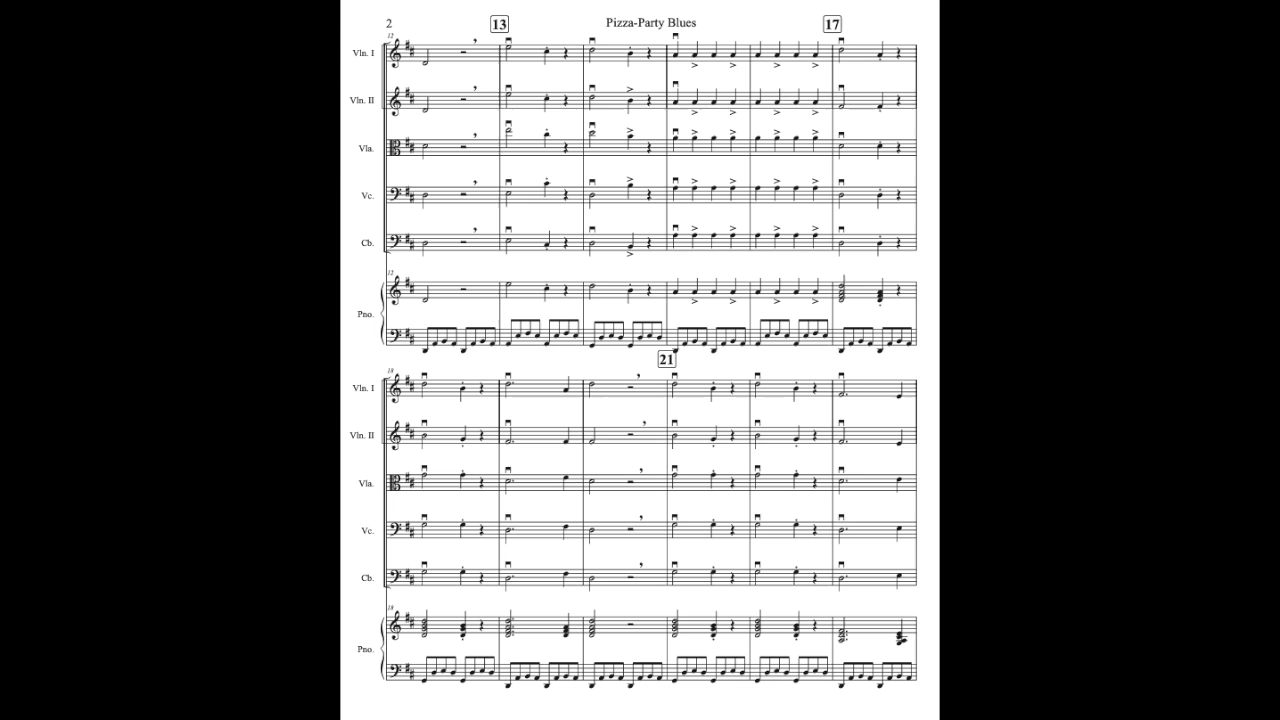 2
13
Pizza-Party Blues
17
12
Vln. I
Vln. II
Vla.
Vc.
Cb.
12
Pno.
21
18
Vln. I
Vln. II
Vla.
Vc.
Cb.
18
Pno.